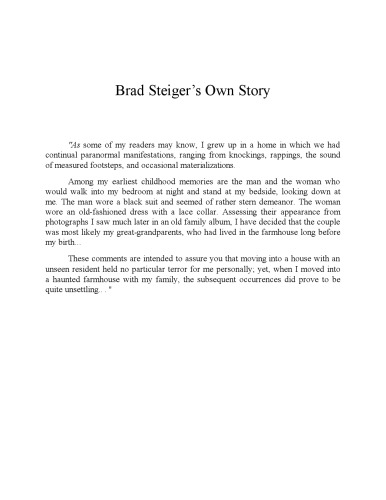 Brad Steiger’s Own Story
"As some of my readers may know, I grew up in a home in which we had
continual paranormal manifestations, ranging from knockings, rappings, the sound
of measured footsteps, and occasional materializations.
Among my earliest childhood memories are the man and the woman who
would walk into my bedroom at night and stand at my bedside, looking down at
me. The man wore a black suit and seemed of rather stern demeanor. The woman
wore an old-fashioned dress with a lace collar. Assessing their appearance from
photographs I saw much later in an old family album, I have decided that the couple
was most likely my great-grandparents, who had lived in the farmhouse long before
my birth…
These comments are intended to assure you that moving into a house with an
unseen resident held no particular terror for me personally; yet, when I moved into
a haunted farmhouse with my family, the subsequent occurrences did prove to be
quite unsettling… "